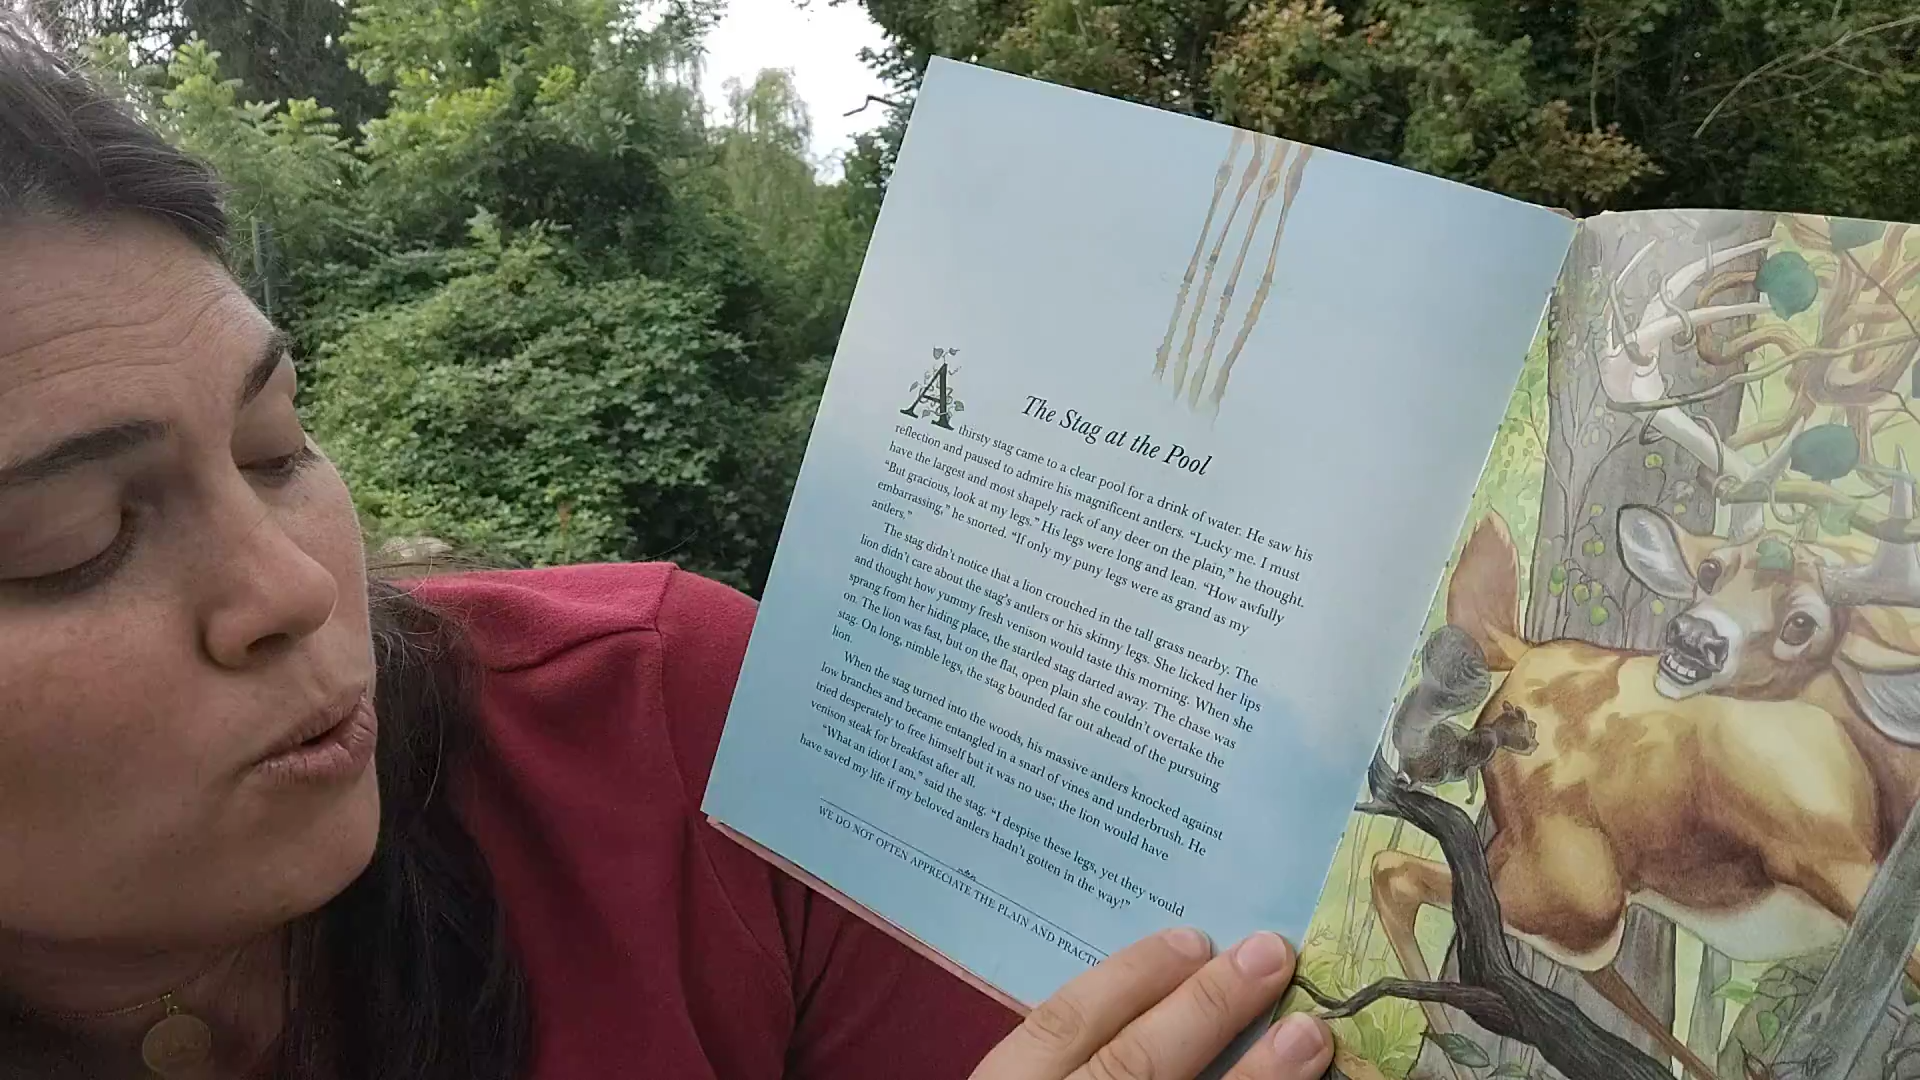 The Stag at the Pool
A thirsty stag came to a clear pool for a drink of water. He saw his
reflection and paused to admire his magnificent antlers. “Lucky me. I must
have the largest and most shapely rack of any deer on the plain,” he thought.
“But gracious, look at my legs.” His legs were long and lean. “How awfully
embarrassing,” he snorted. “If only my puny legs were as grand as my
antlers.”
The stag didn’t notice that a lion crouched in the tall grass nearby. The
lion didn’t care about the stag’s antlers or his skinny legs. She licked her lips
and thought how yummy fresh venison would taste this morning. When she
sprang from her hiding place, the startled stag darted away. The chase was
on. The lion was fast, but on the flat, open plain she couldn’t overtake the
stag. On long, nimble legs, the stag bounded far out ahead of the pursuing
lion.
When the stag turned into the woods, his massive antlers knocked against
low branches and became entangled in a snarl of vines and underbrush. He
tried desperately to free himself but it was no use; the lion would have
venison steak for breakfast after all.
“What an idiot I am,” said the stag. “I despise these legs, yet they would
have saved my life if my beloved antlers hadn’t gotten in the way!”
WE DO NOT OFTEN APPRECIATE THE PLAIN AND